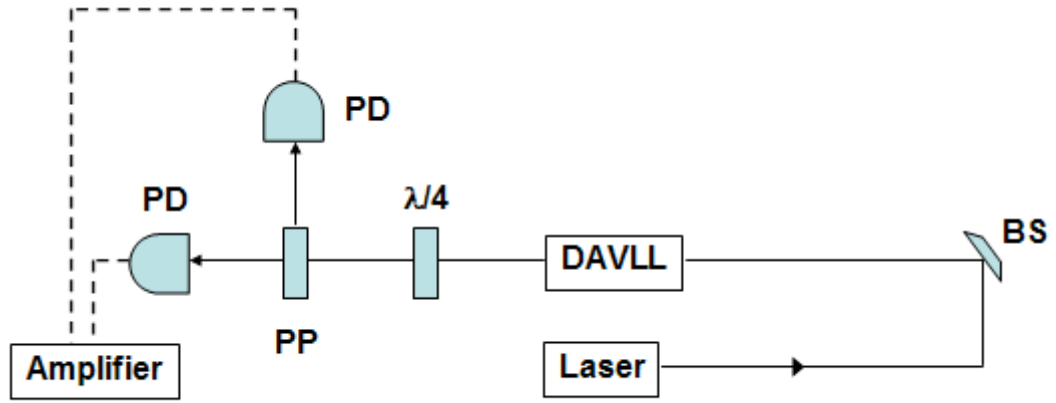 PD
PD
λ/4
BS
DAVLL
PP
Laser
Amplifier